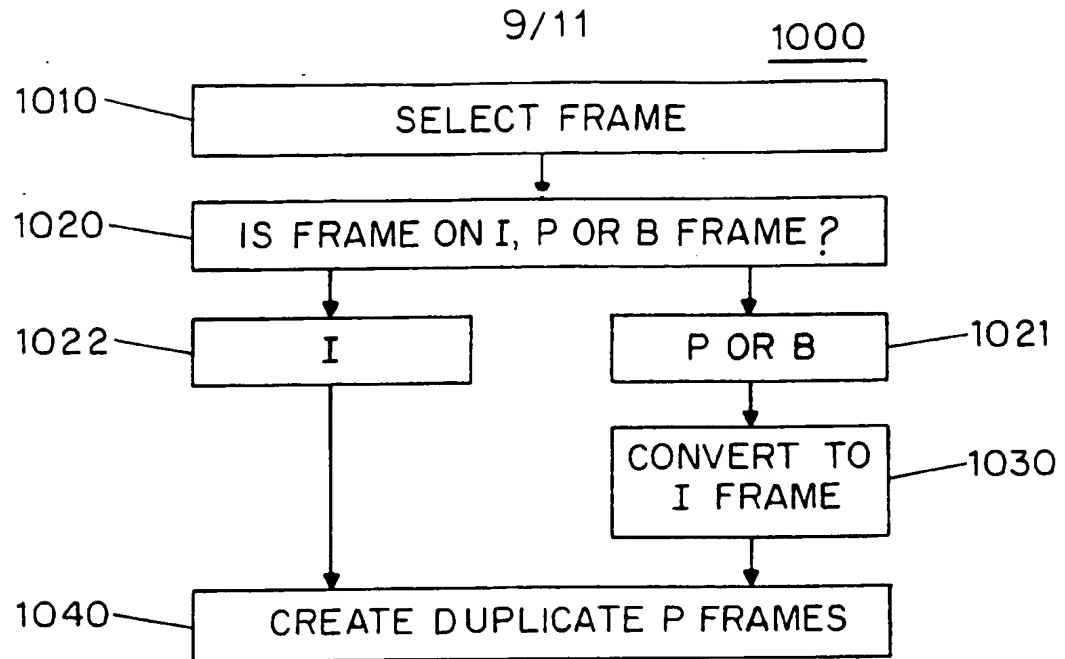 9/11
1000
1010
SELECT FRAME
1020
IS FRAME ON I, P OR B FRAME?
1022
I
P OR B
1021
CONVERT TO
I FRAME
1030
1040
CREATE DUPLICATE P FRAMES